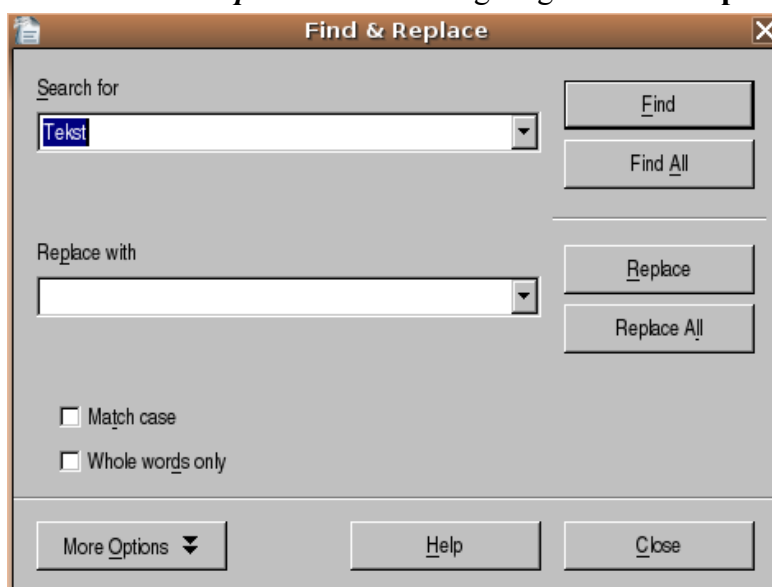 Find & Replace
Search for
Tekst
Find
Find All
Replace with
Replace
Replace All
Match case
Whole words only
More Options
Help
Close